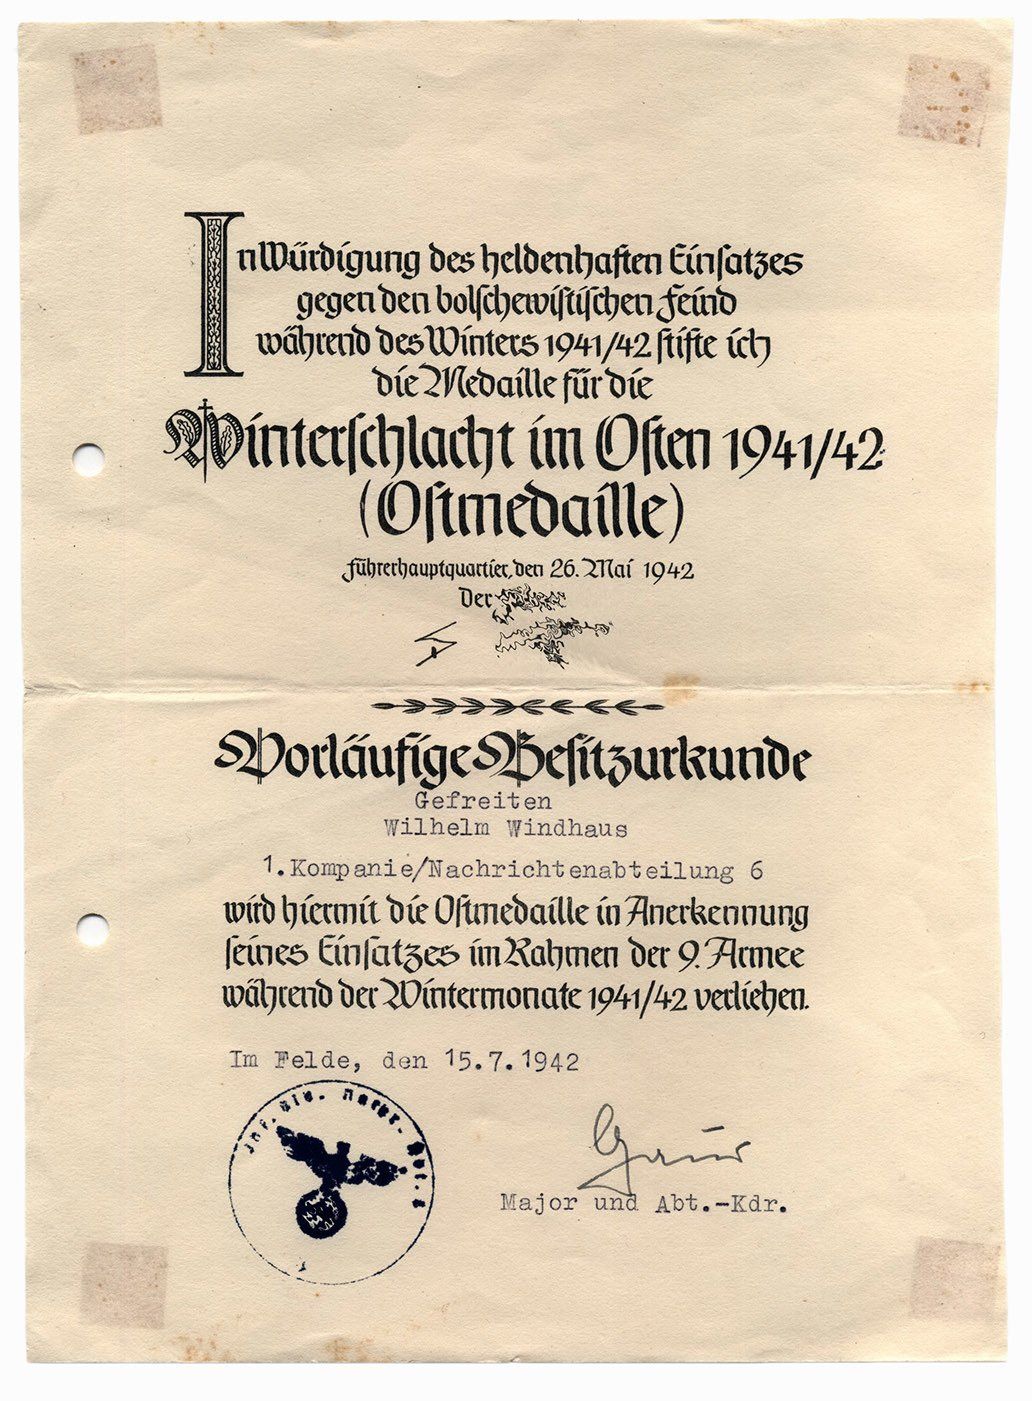 In Würdigung des heldenhaften Einsatzes
gegen den bolschewistischen Feind
während des Winters 1941/42 stifte ich
die Medaille für die
Winterschlacht im Osten 1941/42
(Ostmedaille)
Führerhauptquartier, den 26. Mai 1942
Der
Vorläufige Besitzurkunde
Gefreiten
Wilhelm Windhaus
1.Kompanie/Nachrichtenabteilung 6
wird hiermit die Ostmedaille in Anerkennung
seines Einsatzes im Rahmen der 9. Armee
während der Wintermonate 1941/42 verliehen.
Im Felde, den 15.7.1942
Major und Abt.-Kdr.